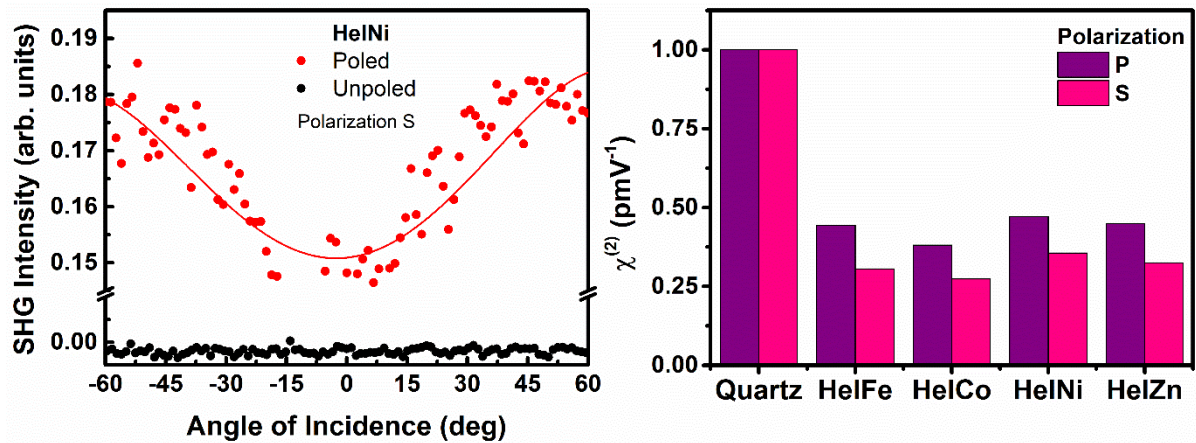 HelNi
Poled
Unpoled
Polarization S
SHG Intensity (arb. units)
0.19
0.18
0.17
0.16
0.15
0.00
-60 -45 -30 -15 0 15 30 45 60
Angle of Incidence (deg)
Polarization
P
S
χ(2) (pmV-1)
1.00
0.75
0.50
0.25
0.00
Quartz HelFe HelCo HelNi HelZn